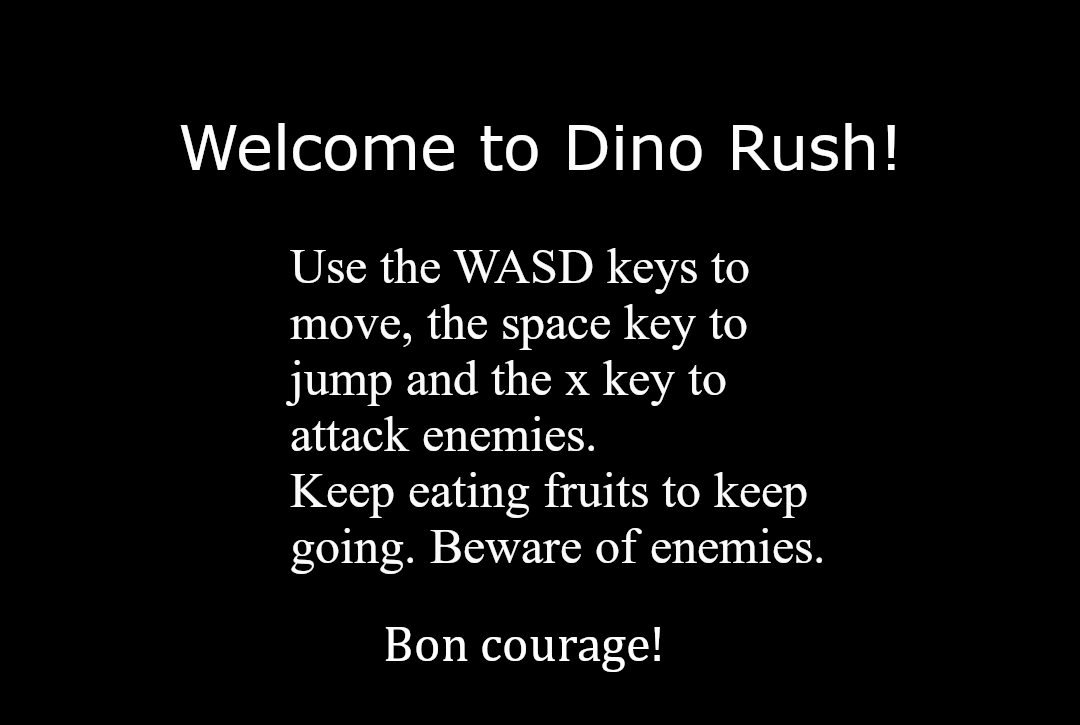 Welcome to Dino Rush!
Use the WASD keys to
move, the space key to
jump and the x key to
attack enemies.
Keep eating fruits to keep
going. Beware of enemies.
Bon courage!